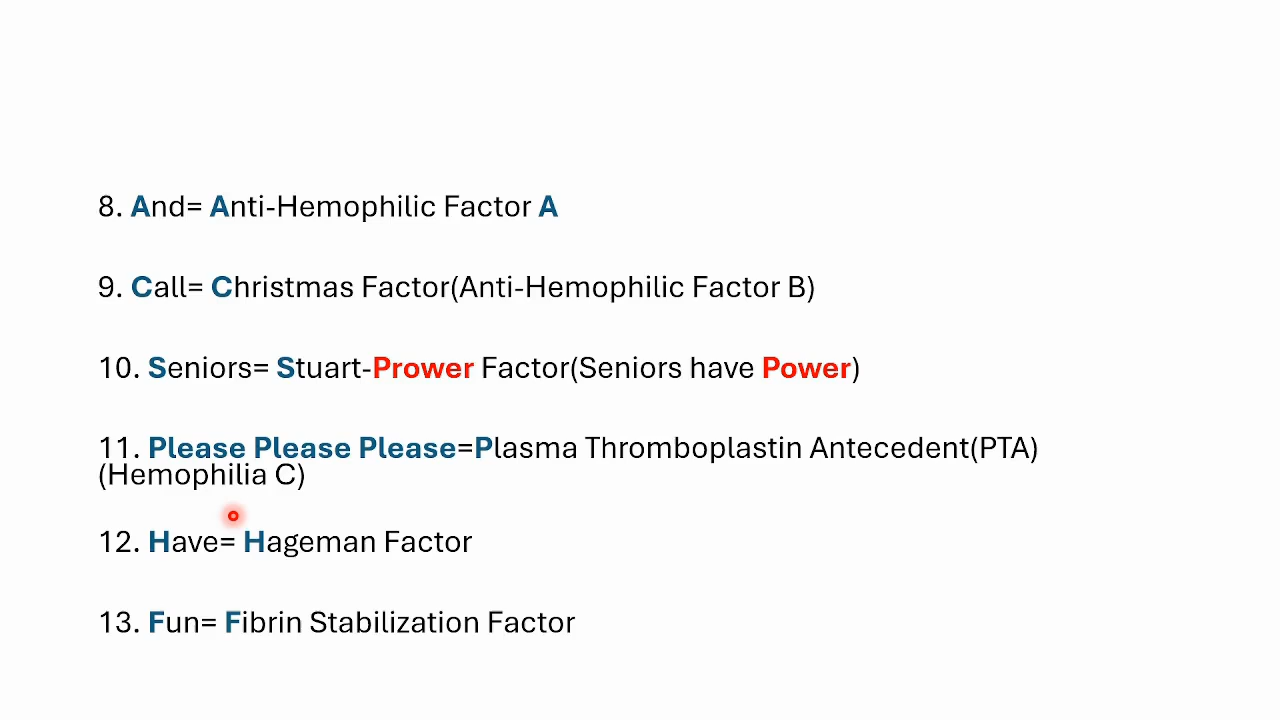 8. And= Anti-Hemophilic Factor A
9. Call= Christmas Factor(Anti-Hemophilic Factor B)
10. Seniors= Stuart-Prower Factor(Seniors have Power)
11. Please Please Please=Plasma Thromboplastin Antecedent(PTA)
(Hemophilia C)
12. Have= Hageman Factor
13. Fun= Fibrin Stabilization Factor